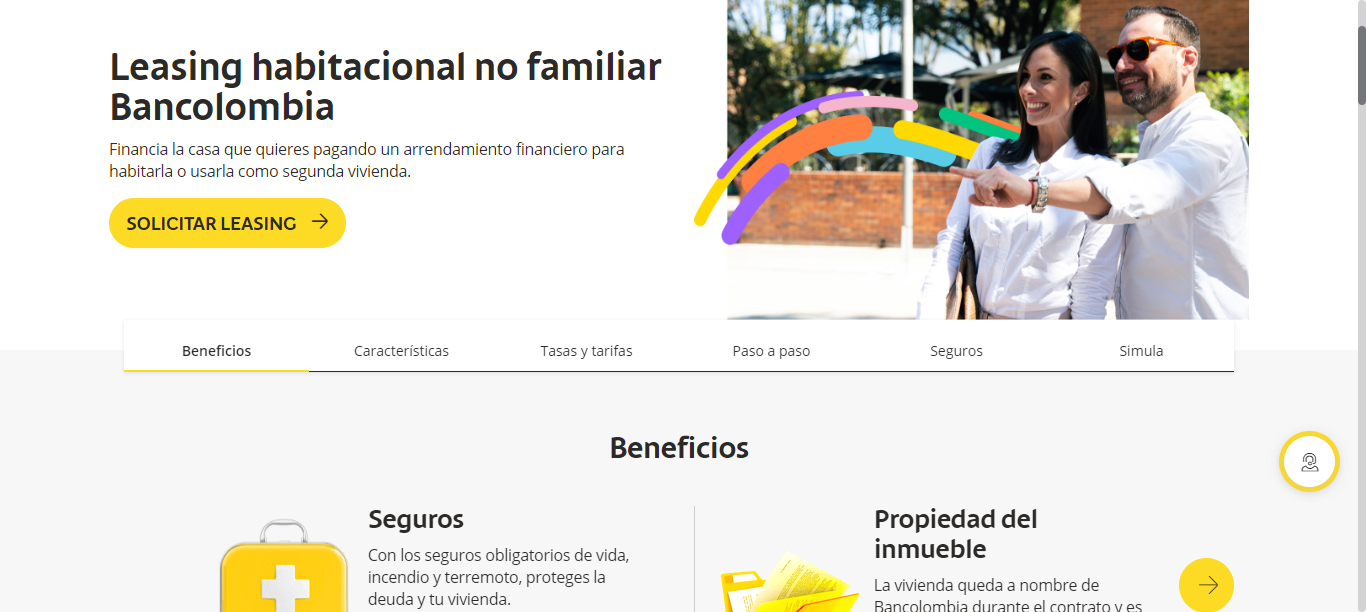 Leasing habitacional no familiar
Bancolombia
Financia la casa que quieres pagando un arrendamiento financiero para
habitarla o usarla como segunda vivienda.
SOLICITAR LEASING
Beneficios
Características
Tasas y tarifas
Paso a paso
Seguros
Simula
Beneficios
Seguros
Con los seguros obligatorios de vida,
incendio y terremoto, proteges la
deuda y tu vivienda.
Propiedad del
inmueble
La vivienda queda a nombre de
Bancolombia durante el contrato y es